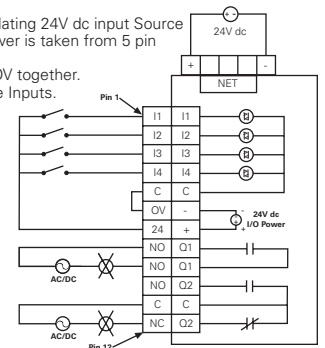 lating 24V dc input Source
ver is taken from 5 pin
0V together.
e Inputs.
24V dc
+ -
NET
Pin 1
I1 I1
I2 I2
I3 I3
I4 I4
C C
OV -
24 +
- 24V dc
+ I/O Power
NO Q1
NO Q1
NO Q2
C C
NC Q2
AC/DC
AC/DC
Pin 12